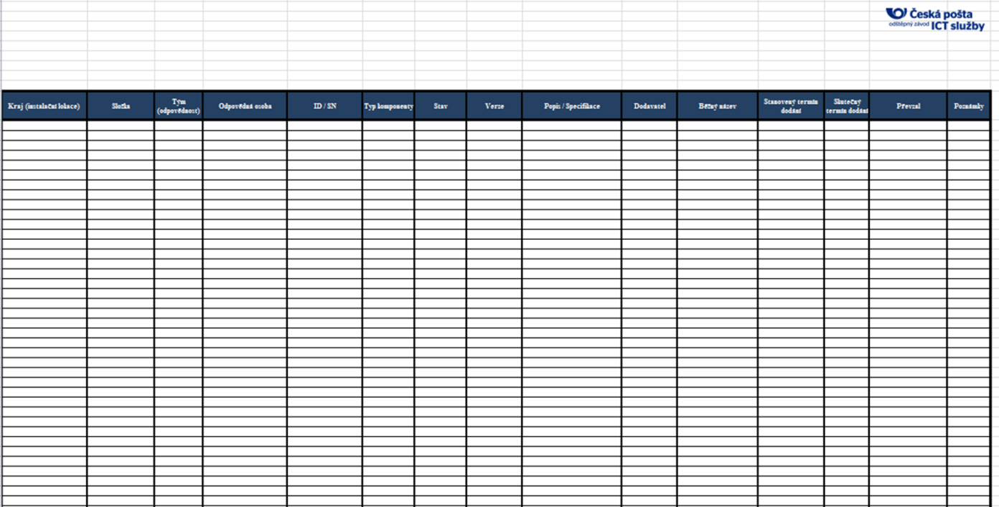 Česká pošta
odštěpný závod ICT služby
Kraj (instalační lokace)
Složka
Tým
(odpovědnost)
Odpovědná osoba
ID / SN
Typ komponenty
Stav
Verze
Popis / Specifikace
Dodavatel
Běžný název
Stanovený termín
dodání
Skutečný
termín dodání
Převzal
Poznámky